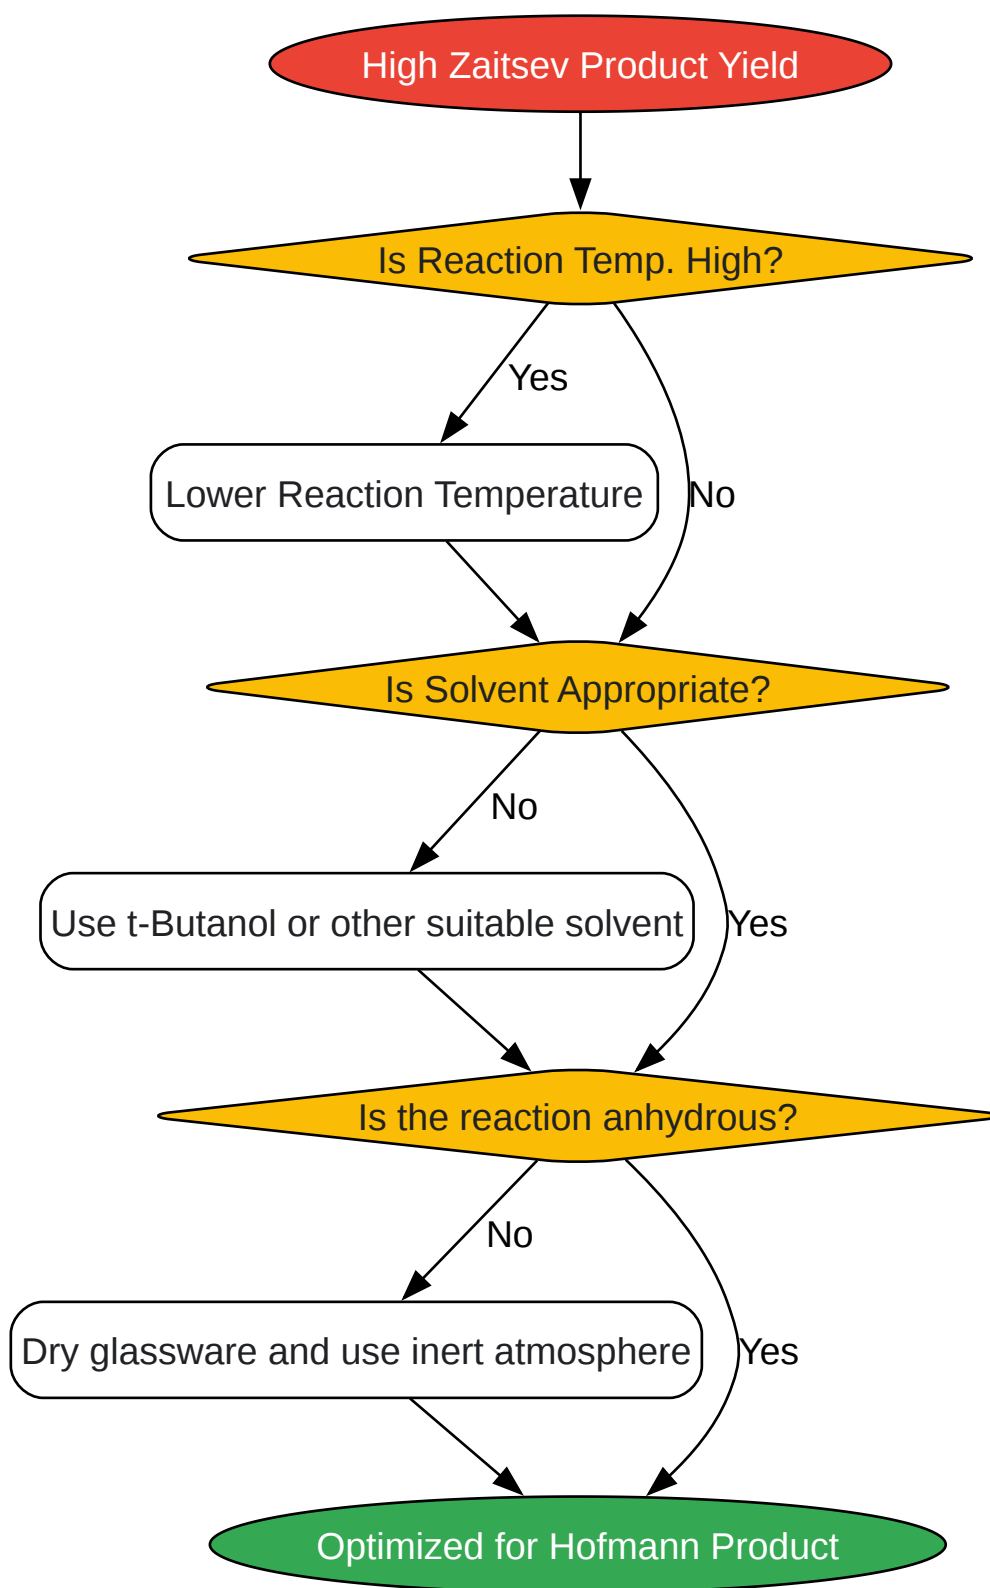 High Zaitsev Product Yield
Is Reaction Temp. High?
Yes
Lower Reaction Temperature
No
Is Solvent Appropriate?
No
Use t-Butanol or other suitable solvent
Yes
Is the reaction anhydrous?
No
Dry glassware and use inert atmosphere
Yes
Optimized for Hofmann Product